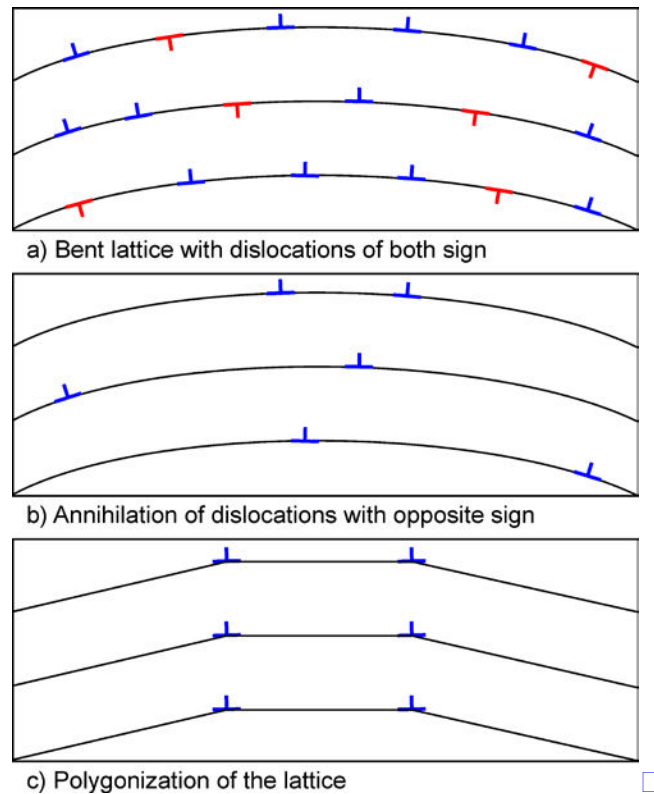 a) Bent lattice with dislocations of both sign
b) Annihilation of dislocations with opposite sign
c) Polygonization of the lattice